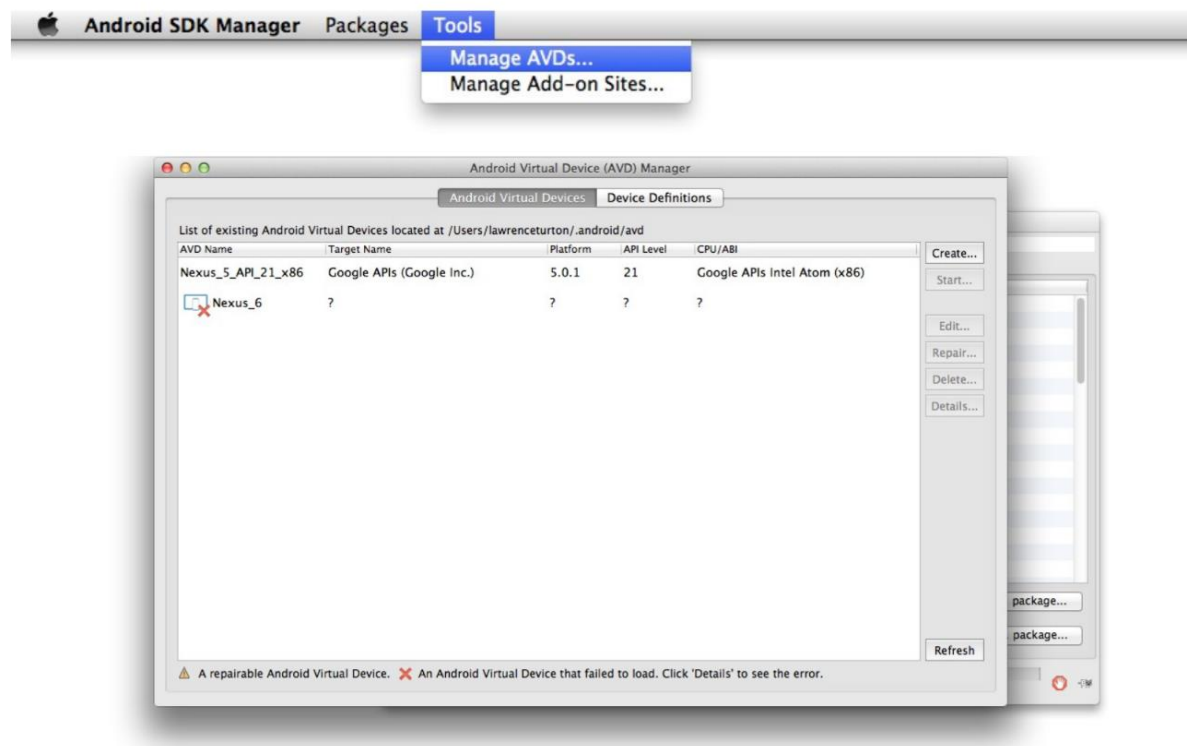 Android SDK Manager Packages Tools
Manage AVDs...
Manage Add-on Sites...
Android Virtual Device (AVD) Manager
Android Virtual Devices Device Definitions
List of existing Android Virtual Devices located at /Users/lawrenceturton/.android/avd
AVD Name Target Name Platform API Level CPU/ABI
Create...
Nexus_5_API_21_x86 Google APIs (Google Inc.) 5.0.1 21 Google APIs Intel Atom (x86)
Start...
Nexus_6 ? ? ? ?
Edit...
Repair...
Delete...
Details...
package...
package...
Refresh
A repairable Android Virtual Device. An Android Virtual Device that failed to load. Click 'Details' to see the error.